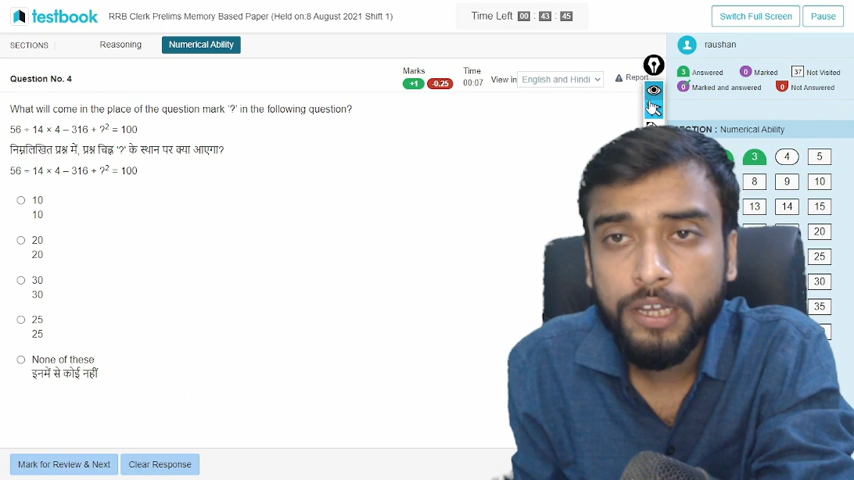 testbook RRB Clerk Prelims Memory Based Paper (Held on:8 August 2021 Shift 1) Time Left 00 : 43 : 45 Switch Full Screen Pause
SECTIONS Reasoning Numerical Ability raushan
Question No. 4 Marks Time View in English and Hindi Report
+1 -0.25 00:07
3 Answered 0 Marked 37 Not Visited
0 Marked and answered 0 Not Answered
What will come in the place of the question mark '?' in the following question?
56 ÷ 14 × 4 – 316 + ?² = 100
निम्नलिखित प्रश्न में, प्रश्न चिह्न '?' के स्थान पर क्या आएगा?
56 ÷ 14 × 4 – 316 + ?² = 100
10
10
20
20
30
30
25
25
None of these
इनमें से कोई नहीं
: Numerical Ability
3 4 5
8 9 10
13 14 15
20
25
30
35
Mark for Review & Next Clear Response